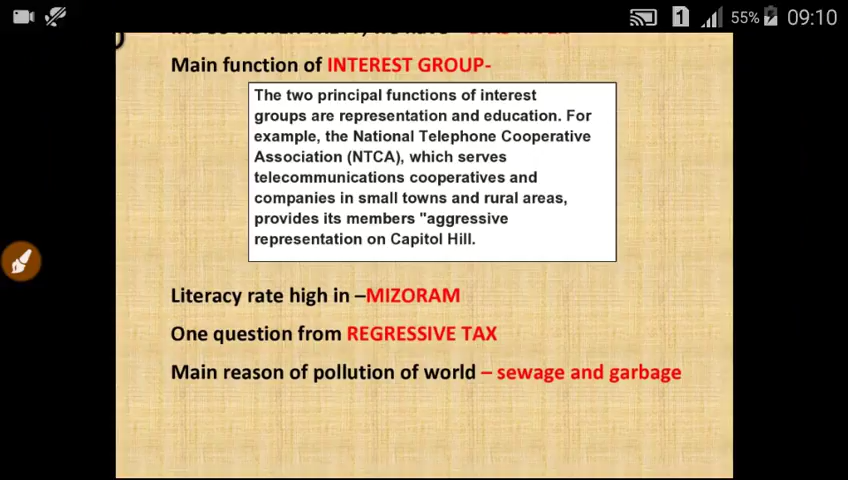 1 55% 09:10
Main function of INTEREST GROUP-
The two principal functions of interest
groups are representation and education. For
example, the National Telephone Cooperative
Association (NTCA), which serves
telecommunications cooperatives and
companies in small towns and rural areas,
provides its members "aggressive
representation on Capitol Hill.
Literacy rate high in –MIZORAM
One question from REGRESSIVE TAX
Main reason of pollution of world – sewage and garbage